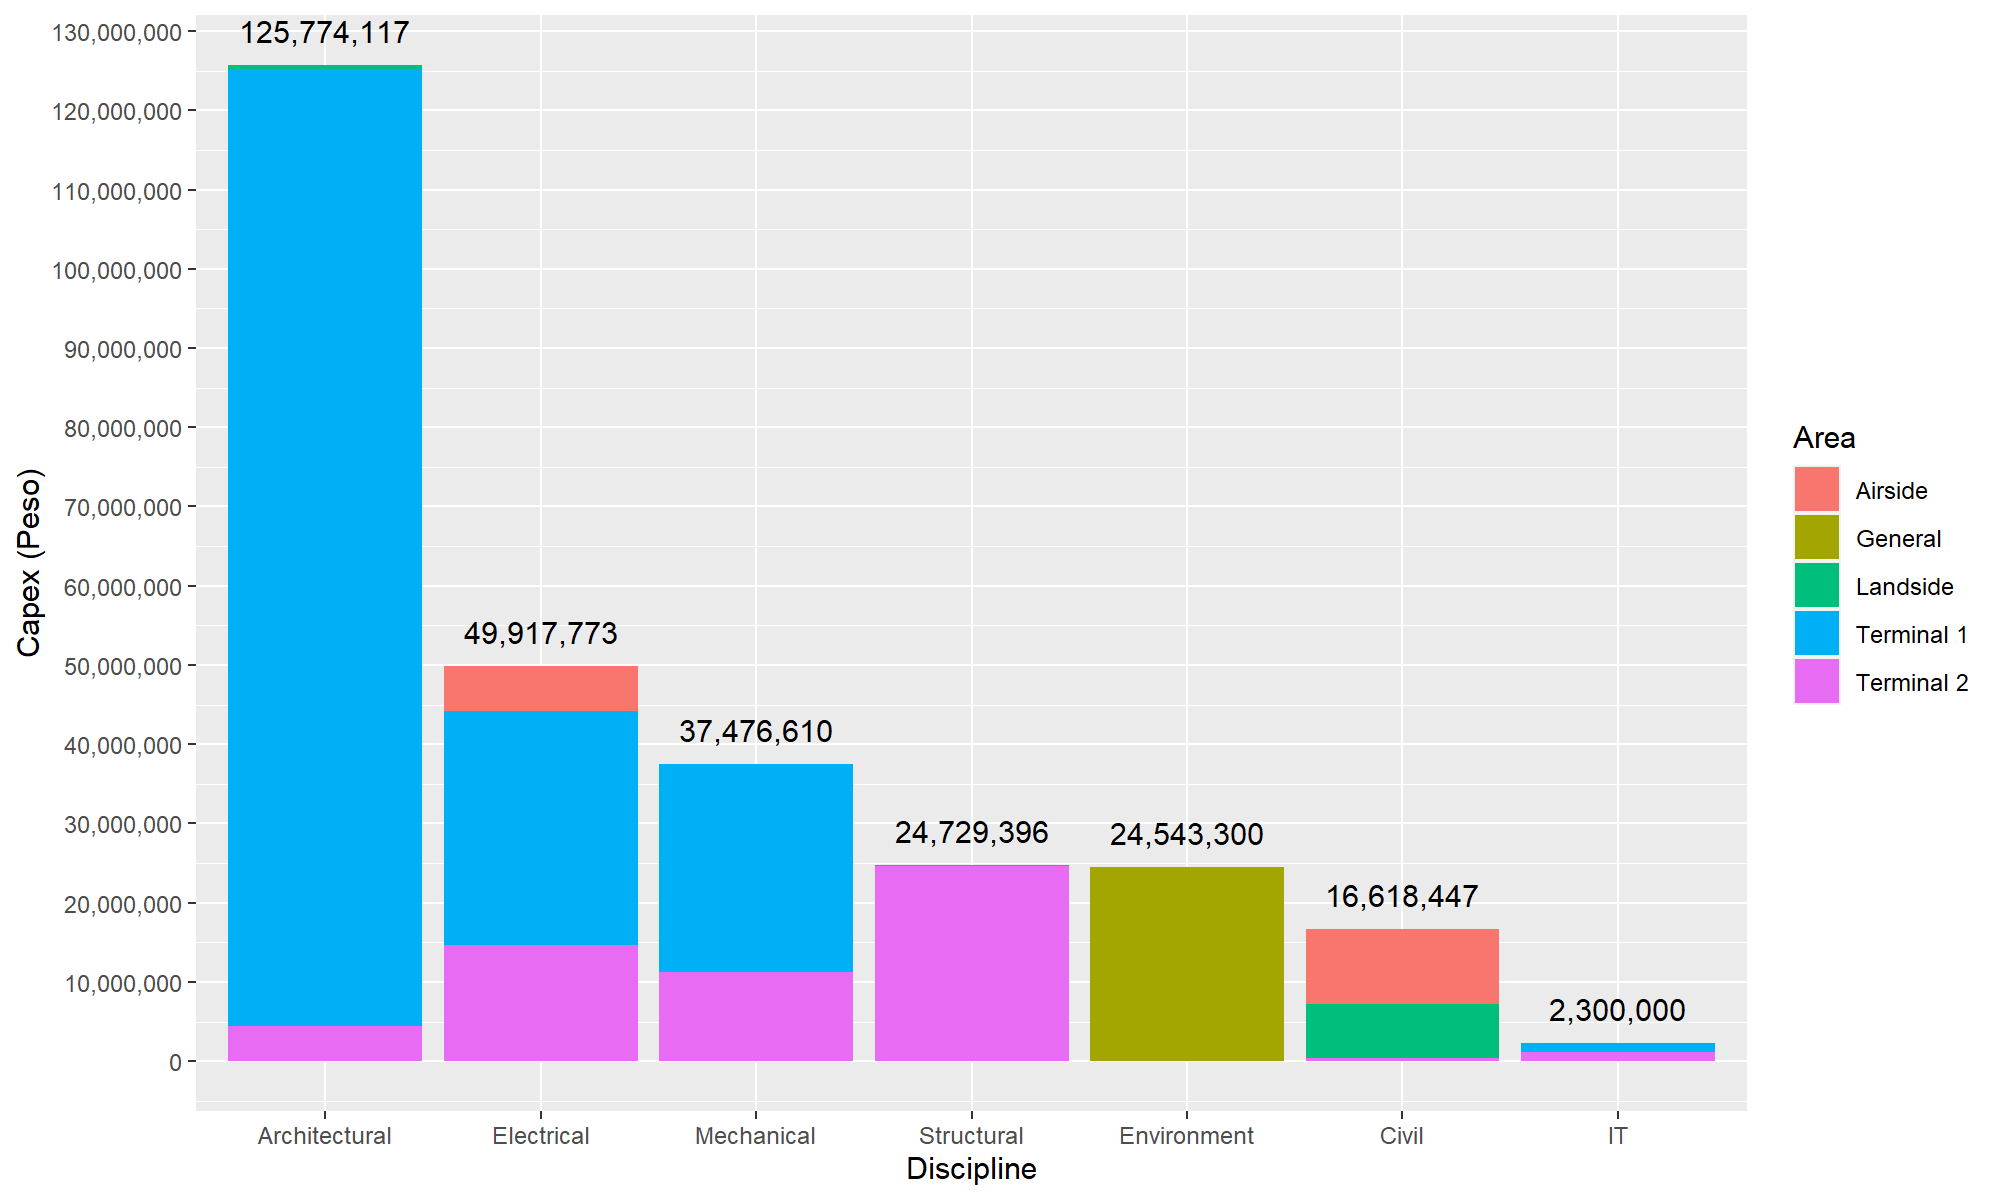 130,000,000
120,000,000
110,000,000
100,000,000
90,000,000
80,000,000
70,000,000
60,000,000
50,000,000
40,000,000
30,000,000
20,000,000
10,000,000
0
Capex (Peso)
125,774,117
49,917,773
37,476,610
24,729,396
24,543,300
16,618,447
2,300,000
Architectural
Electrical
Mechanical
Structural
Environment
Civil
IT
Discipline
Area
Airside
General
Landside
Terminal 1
Terminal 2